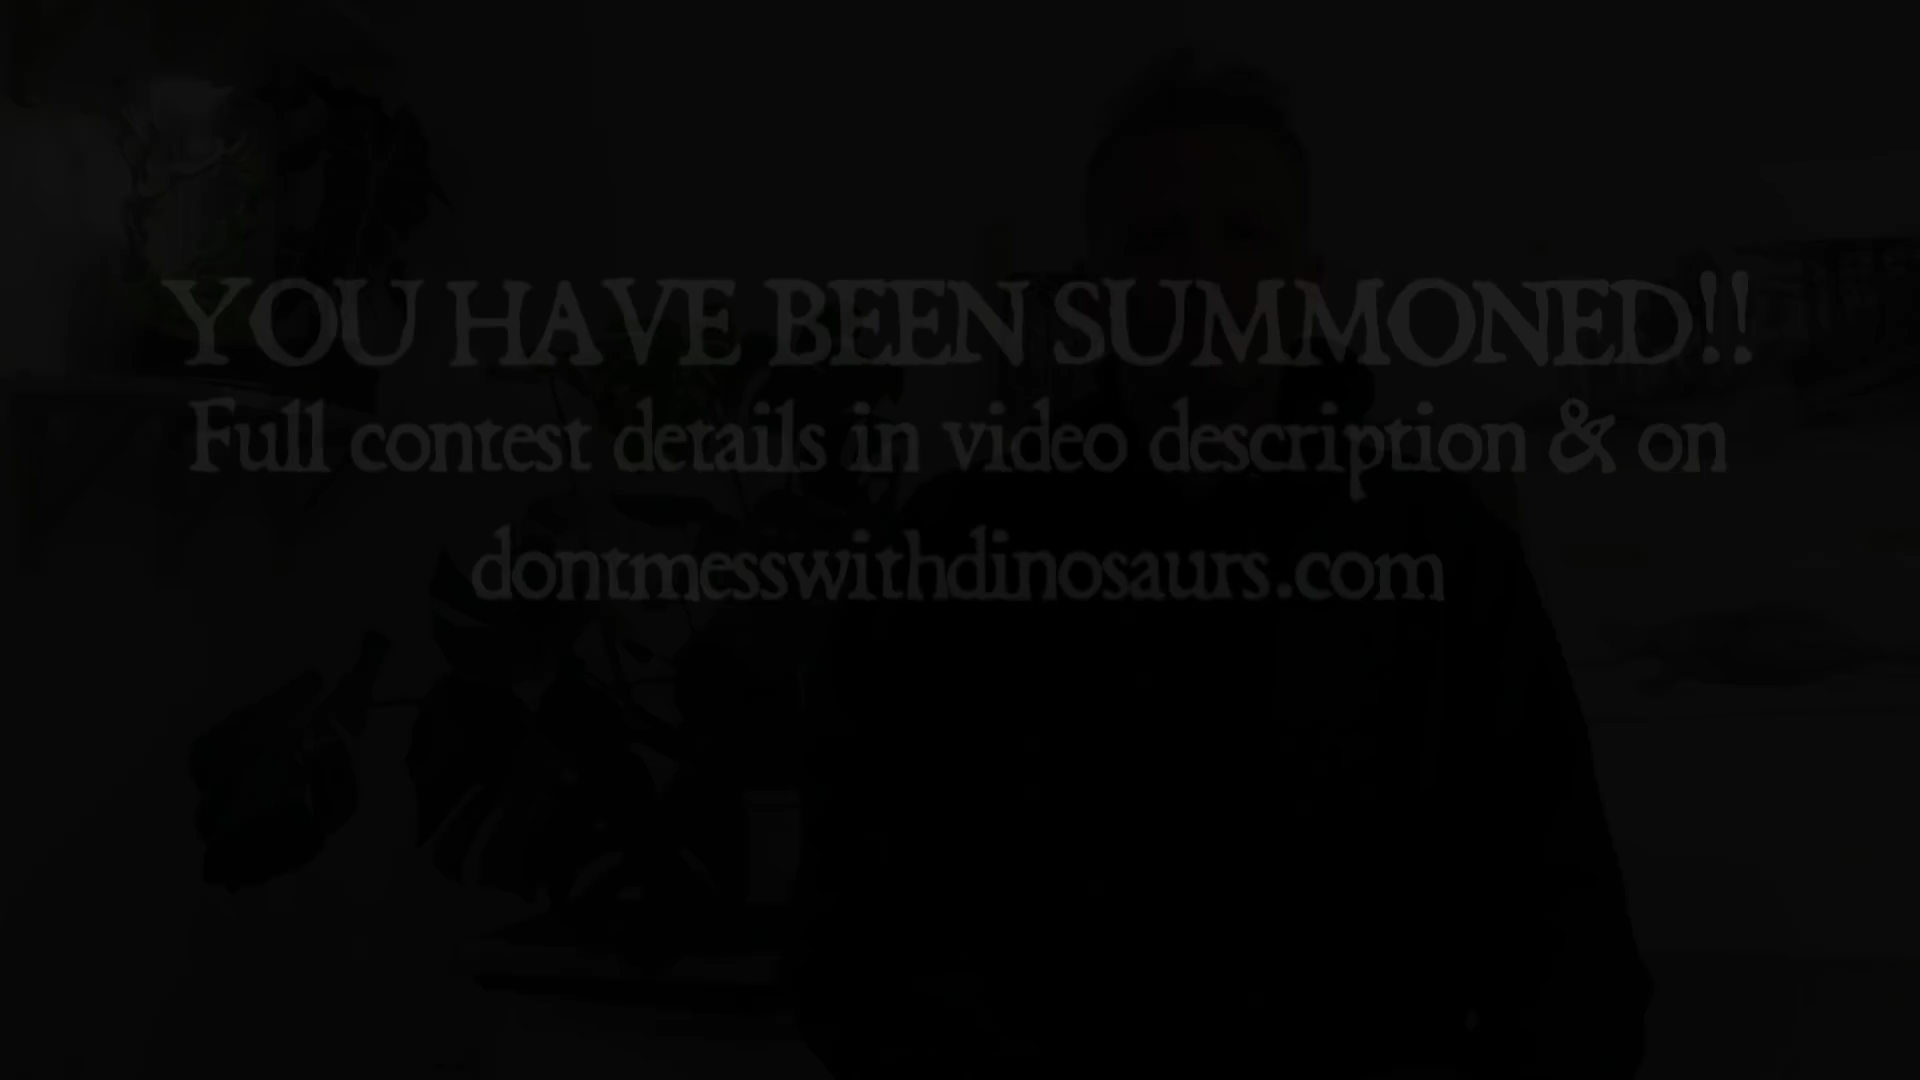 YOU HAVE BEEN SUMMONED!!
Full contest details in video description & on
dontmesswithdinosaurs.com